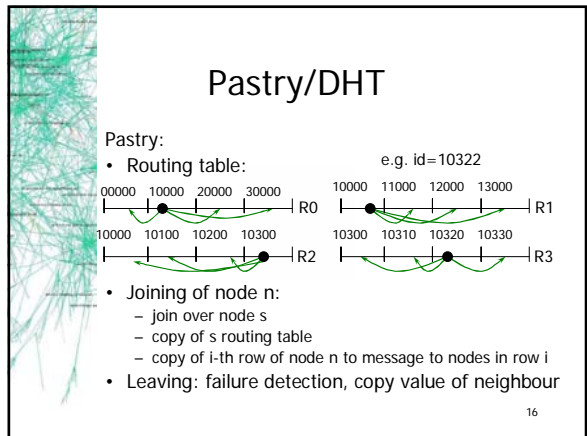 Pastry/DHT
Pastry:
• Routing table:
e.g. id=10322
00000 10000 20000 30000
R0
10000 11000 12000 13000
R1
10000 10100 10200 10300
R2
10300 10310 10320 10330
R3
• Joining of node n:
– join over node s
– copy of s routing table
– copy of i-th row of node n to message to nodes in row i
• Leaving: failure detection, copy value of neighbour
16